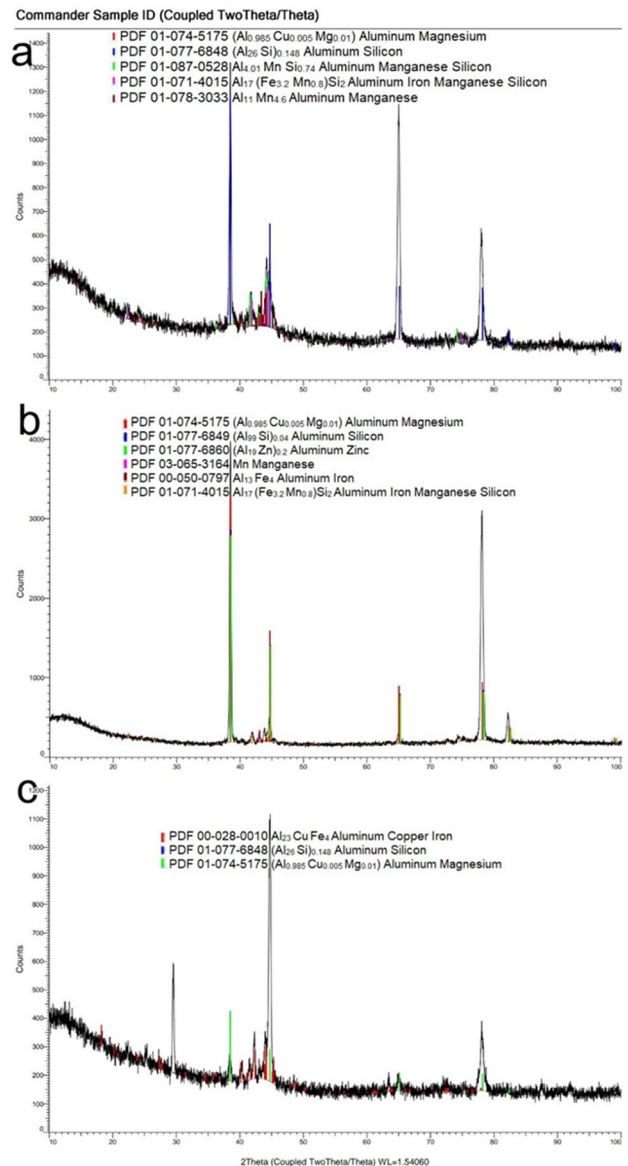 Commander Sample ID (Coupled TwoTheta/Theta)
a
PDF 01-074-5175 (Al0.985 Cu0.005 Mg0.01) Aluminum Magnesium
PDF 01-077-6848 (Al26 Si)0.148 Aluminum Silicon
PDF 01-087-0528 Al4.01 Mn Si0.74 Aluminum Manganese Silicon
PDF 01-071-4015 Al17 (Fe3.2 Mn0.8)Si2 Aluminum Iron Manganese Silicon
PDF 01-078-3033 Al11 Mn4.6 Aluminum Manganese
Counts
1400
1300
1200
1100
1000
900
800
700
600
500
400
300
200
100
0
10 20 30 40 50 60 70 80 90 100
b
PDF 01-074-5175 (Al0.985 Cu0.005 Mg0.01) Aluminum Magnesium
PDF 01-077-6849 (Al99 Si)0.04 Aluminum Silicon
PDF 01-077-6860 (Al19 Zn)0.2 Aluminum Zinc
PDF 03-065-3164 Mn Manganese
PDF 00-050-0797 Al13 Fe4 Aluminum Iron
PDF 01-071-4015 Al17 (Fe3.2 Mn0.8)Si2 Aluminum Iron Manganese Silicon
Counts
4000
3000
2000
1000
0
10 20 30 40 50 60 70 80 90 100
c
PDF 00-028-0010 Al23 Cu Fe4 Aluminum Copper Iron
PDF 01-077-6848 (Al26 Si)0.148 Aluminum Silicon
PDF 01-074-5175 (Al0.985 Cu0.005 Mg0.01) Aluminum Magnesium
Counts
1200
1100
1000
900
800
700
600
500
400
300
200
100
0
10 20 30 40 50 60 70 80 90 100
2Theta (Coupled TwoTheta/Theta) WL=1.54060